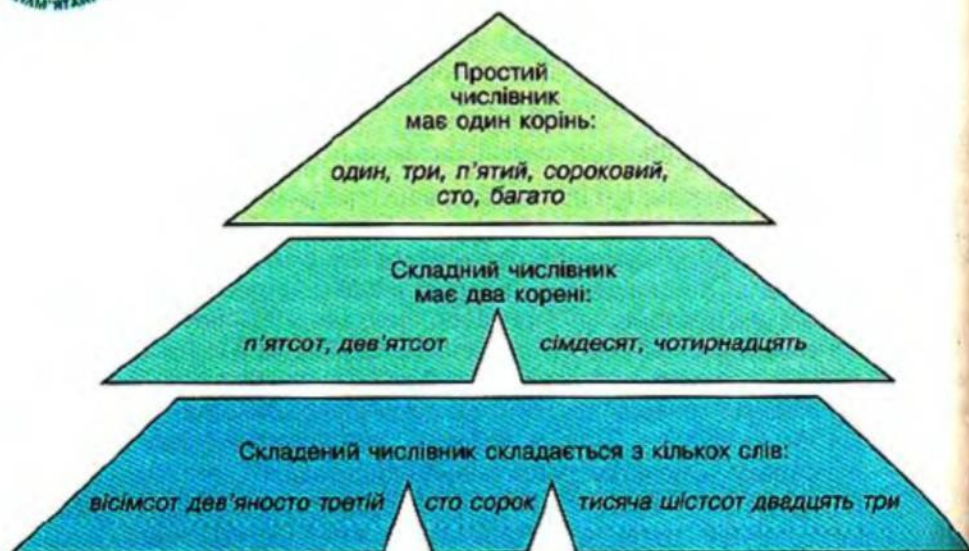 Простий
числівник
має один корінь:
один, три, п'ятий, сороковий,
сто, багато
Складний числівник
має два корені:
п'ятсот, дев'ятсот сімдесят, чотирнадцять
Складений числівник складається з кількох слів:
вісімсот дев'яносто третій сто сорок тисяча шістсот двадцять три